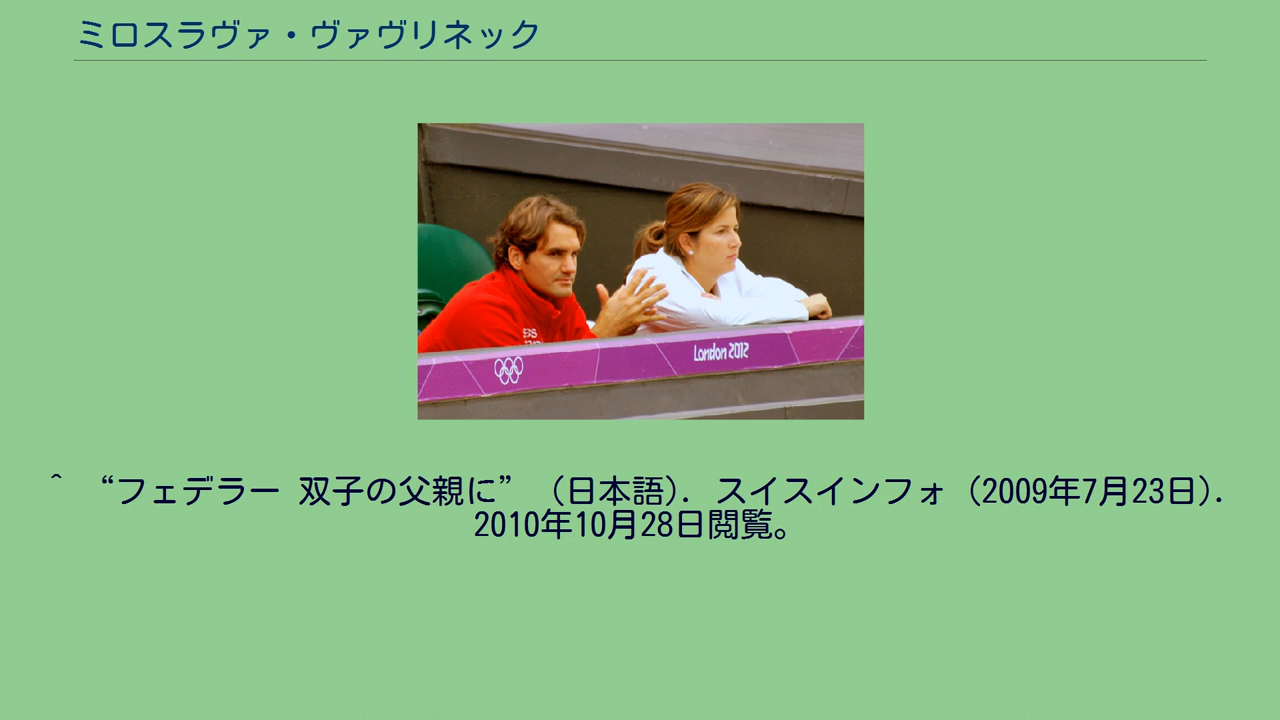 ミロスラヴァ・ヴァヴリネック
London 2012
^ “フェデラー 双子の父親に” (日本語). スイスインフォ (2009年7月23日).
2010年10月28日閲覧。